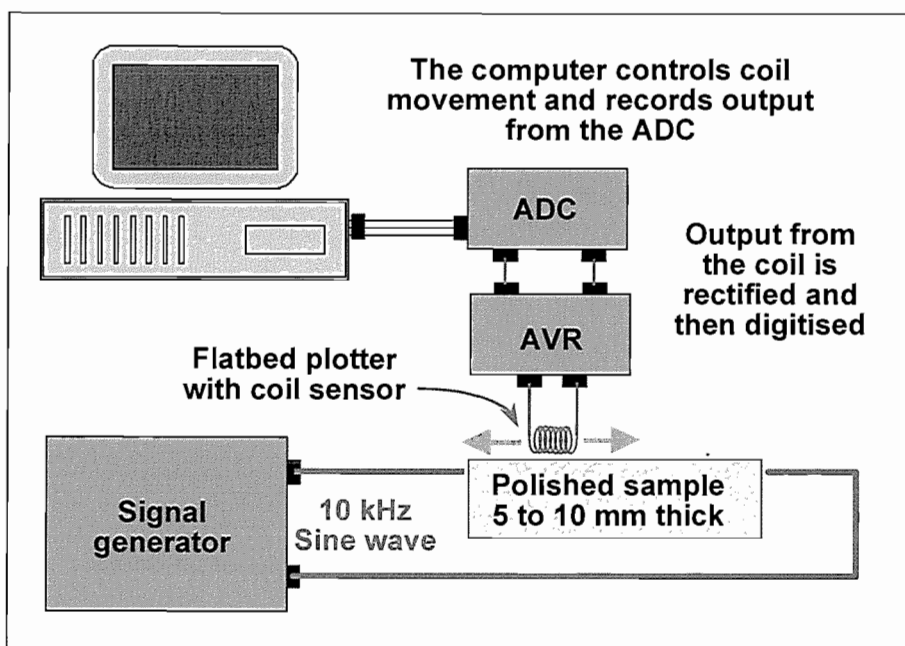 The computer controls coil
movement and records output
from the ADC
ADC
Output from
the coil is
rectified and
then digitised
AVR
Flatbed plotter
with coil sensor
Signal
generator
10 kHz
Sine wave
Polished sample
5 to 10 mm thick